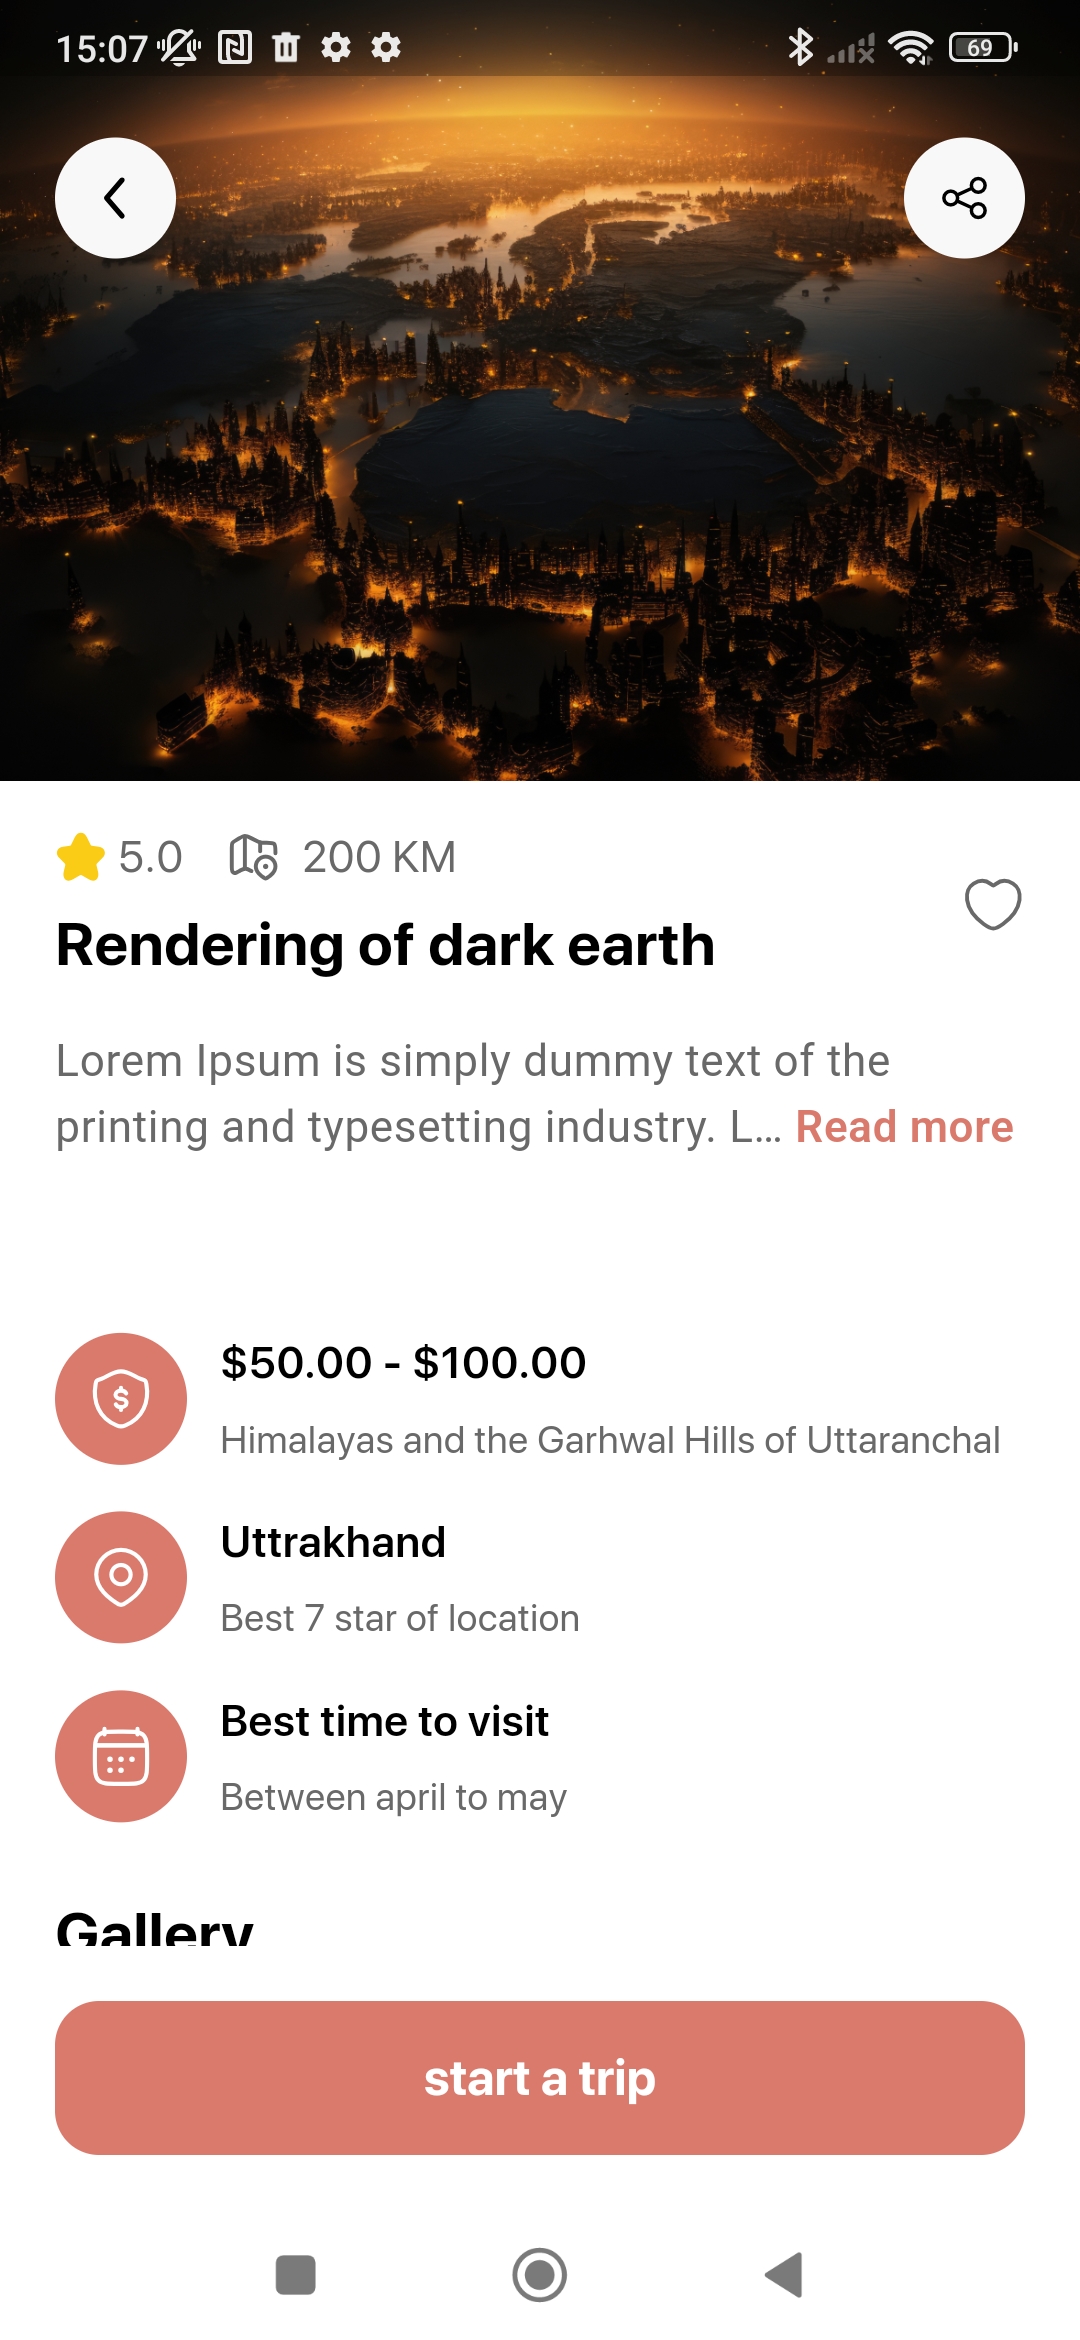 15:07
69
5.0 200 KM
Rendering of dark earth
Lorem Ipsum is simply dummy text of the
printing and typesetting industry. L... Read more
$50.00 - $100.00
Himalayas and the Garhwal Hills of Uttaranchal
Uttrakhand
Best 7 star of location
Best time to visit
Between april to may
Gallery
start a trip